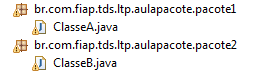 br.com.fiap.tds.ltp.aulapacote.pacote1
ClasseA.java
br.com.fiap.tds.ltp.aulapacote.pacote2
ClasseB.java